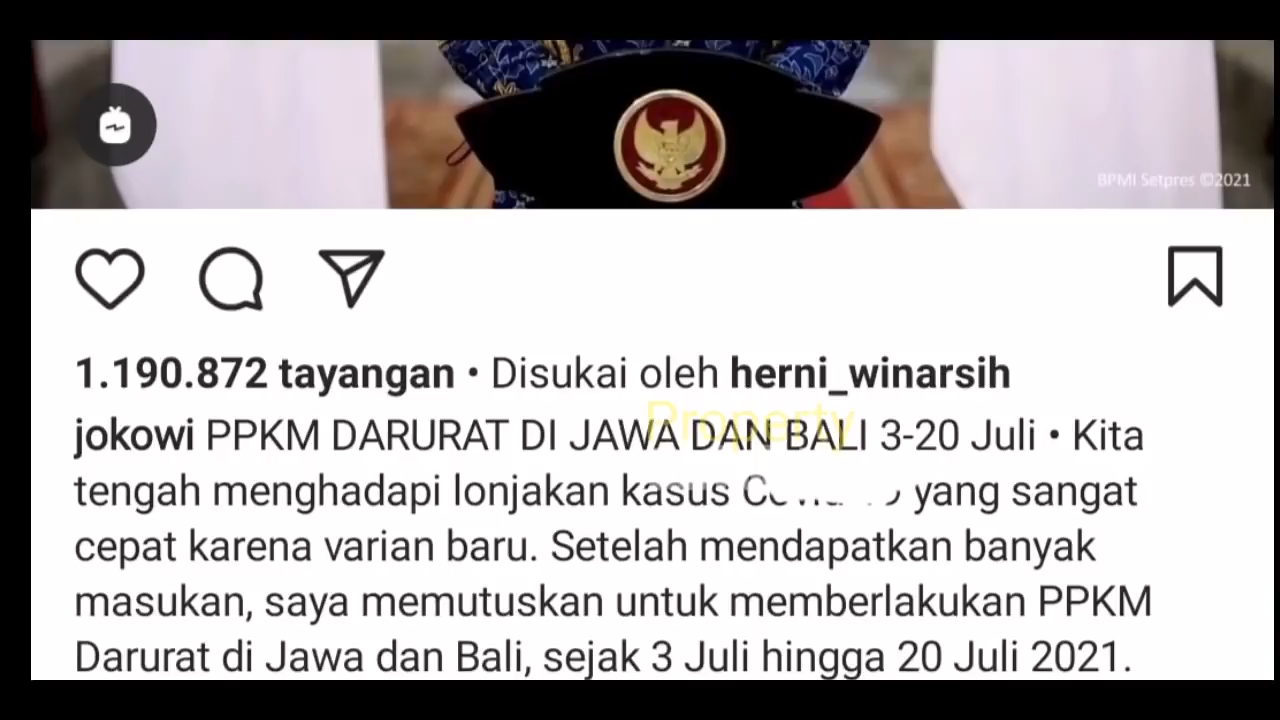 BPMI Setpres ©2021
1.190.872 tayangan • Disukai oleh herni_winarsih
jokowi PPKM DARURAT DI JAWA DAN BALI 3-20 Juli • Kita
Property
tengah menghadapi lonjakan kasus yang sangat
cepat karena varian baru. Setelah mendapatkan banyak
masukan, saya memutuskan untuk memberlakukan PPKM
Darurat di Jawa dan Bali, sejak 3 Juli hingga 20 Juli 2021.